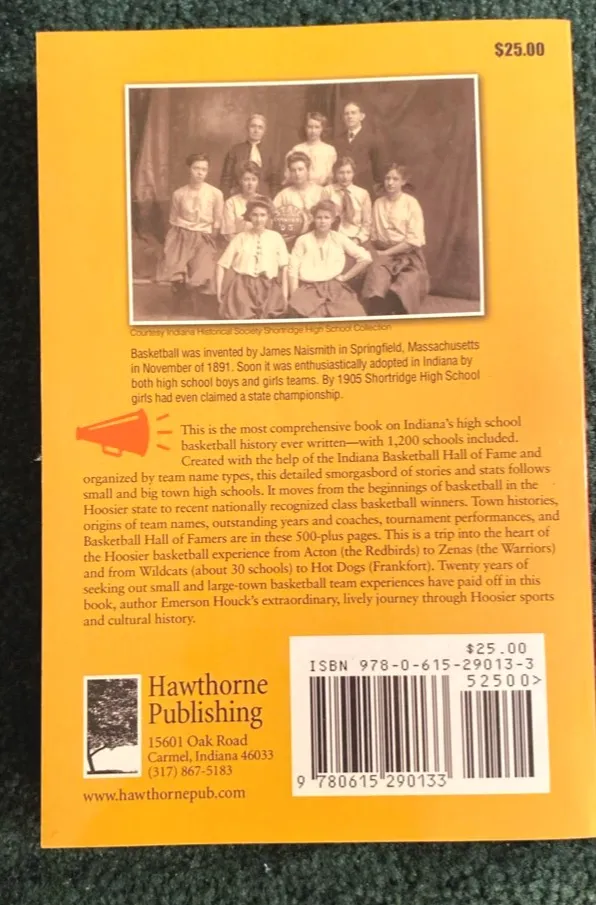 $25.00
Courtesy Indiana Historical Society Shortridge High School Collection
Basketball was invented by James Naismith in Springfield, Massachusetts
in November of 1891. Soon it was enthusiastically adopted in Indiana by
both high school boys and girls teams. By 1905 Shortridge High School
girls had even claimed a state championship.
This is the most comprehensive book on Indiana's high school
basketball history ever written—with 1,200 schools included.
Created with the help of the Indiana Basketball Hall of Fame and
organized by team name types, this detailed smorgasbord of stories and stats follows
small and big town high schools. It moves from the beginnings of basketball in the
Hoosier state to recent nationally recognized class basketball winners. Town histories,
origins of team names, outstanding years and coaches, tournament performances, and
Basketball Hall of Famers are in these 500-plus pages. This is a trip into the heart of
the Hoosier basketball experience from Acton (the Redbirds) to Zenas (the Warriors)
and from Wildcats (about 30 schools) to Hot Dogs (Frankfort). Twenty years of
seeking out small and large-town basketball team experiences have paid off in this
book, author Emerson Houck's extraordinary, lively journey through Hoosier sports
and cultural history.
Hawthorne
Publishing
15601 Oak Road
Carmel, Indiana 46033
(317) 867-5183
www.hawthornepub.com
$25.00
ISBN 978-0-615-29013-3
52500>
9 780615 290133